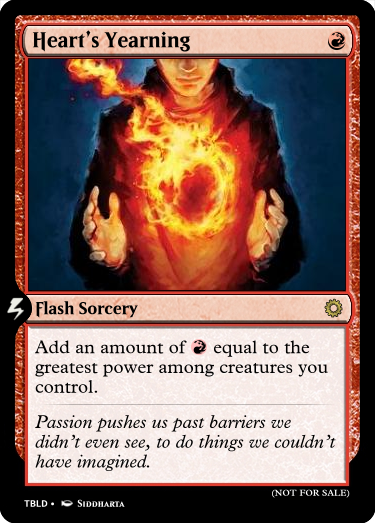 Heart's Yearning
Flash Sorcery
Add an amount of equal to the
greatest power among creatures you
control.
Passion pushes us past barriers we
didn't even see, to do things we couldn't
have imagined.
(NOT FOR SALE)
TBLD • Siddharta